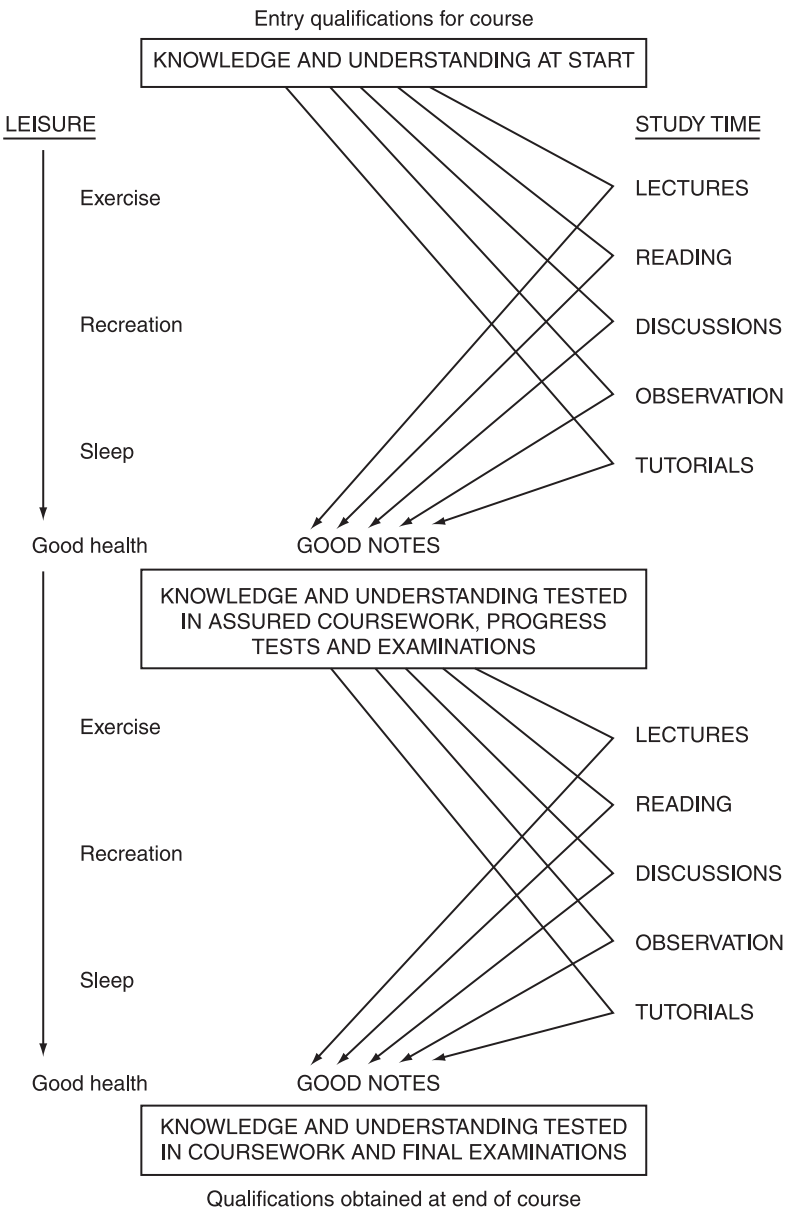 Entry qualifications for course
KNOWLEDGE AND UNDERSTANDING AT START
LEISURE
STUDY TIME
Exercise
LECTURES
READING
Recreation
DISCUSSIONS
OBSERVATION
Sleep
TUTORIALS
Good health
GOOD NOTES
KNOWLEDGE AND UNDERSTANDING TESTED
IN ASSURED COURSEWORK, PROGRESS
TESTS AND EXAMINATIONS
Exercise
LECTURES
READING
Recreation
DISCUSSIONS
OBSERVATION
Sleep
TUTORIALS
Good health
GOOD NOTES
KNOWLEDGE AND UNDERSTANDING TESTED
IN COURSEWORK AND FINAL EXAMINATIONS
Qualifications obtained at end of course